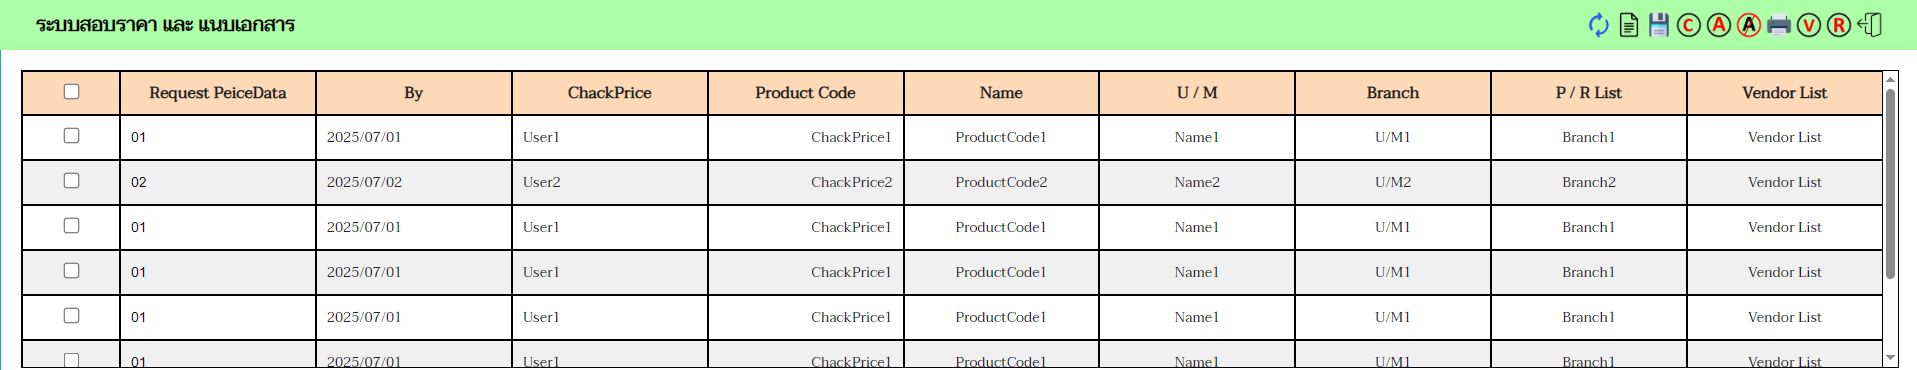 ระบบสอบราคา และ แนบเอกสาร C A A V R
Request PeiceData By ChackPrice Product Code Name U / M Branch P / R List Vendor List
01 2025/07/01 User1 ChackPrice1 ProductCode1 Name1 U/M1 Branch1 Vendor List
02 2025/07/02 User2 ChackPrice2 ProductCode2 Name2 U/M2 Branch2 Vendor List
01 2025/07/01 User1 ChackPrice1 ProductCode1 Name1 U/M1 Branch1 Vendor List
01 2025/07/01 User1 ChackPrice1 ProductCode1 Name1 U/M1 Branch1 Vendor List
01 2025/07/01 User1 ChackPrice1 ProductCode1 Name1 U/M1 Branch1 Vendor List
01 2025/07/01 User1 ChackPrice1 ProductCode1 Name1 U/M1 Branch1 Vendor List